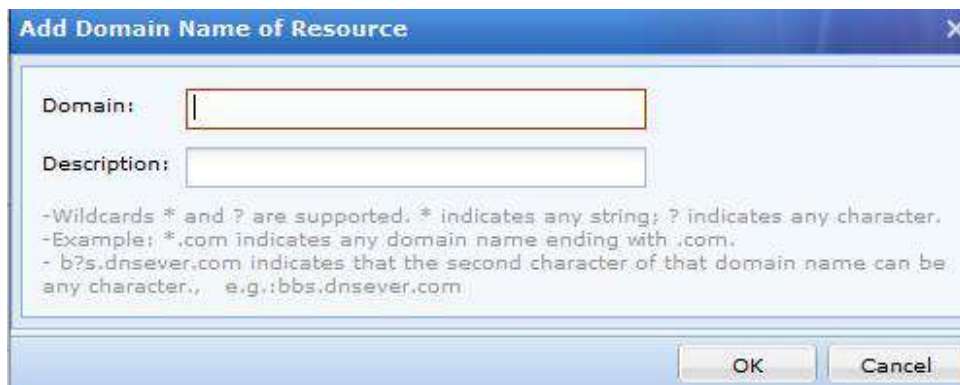 Add Domain Name of Resource
Domain:
Description:
-Wildcards * and ? are supported. * indicates any string; ? indicates any character.
-Example: *.com indicates any domain name ending with .com.
- b?s.dnsever.com indicates that the second character of that domain name can be
any character., e.g.:bbs.dnsever.com
OK Cancel